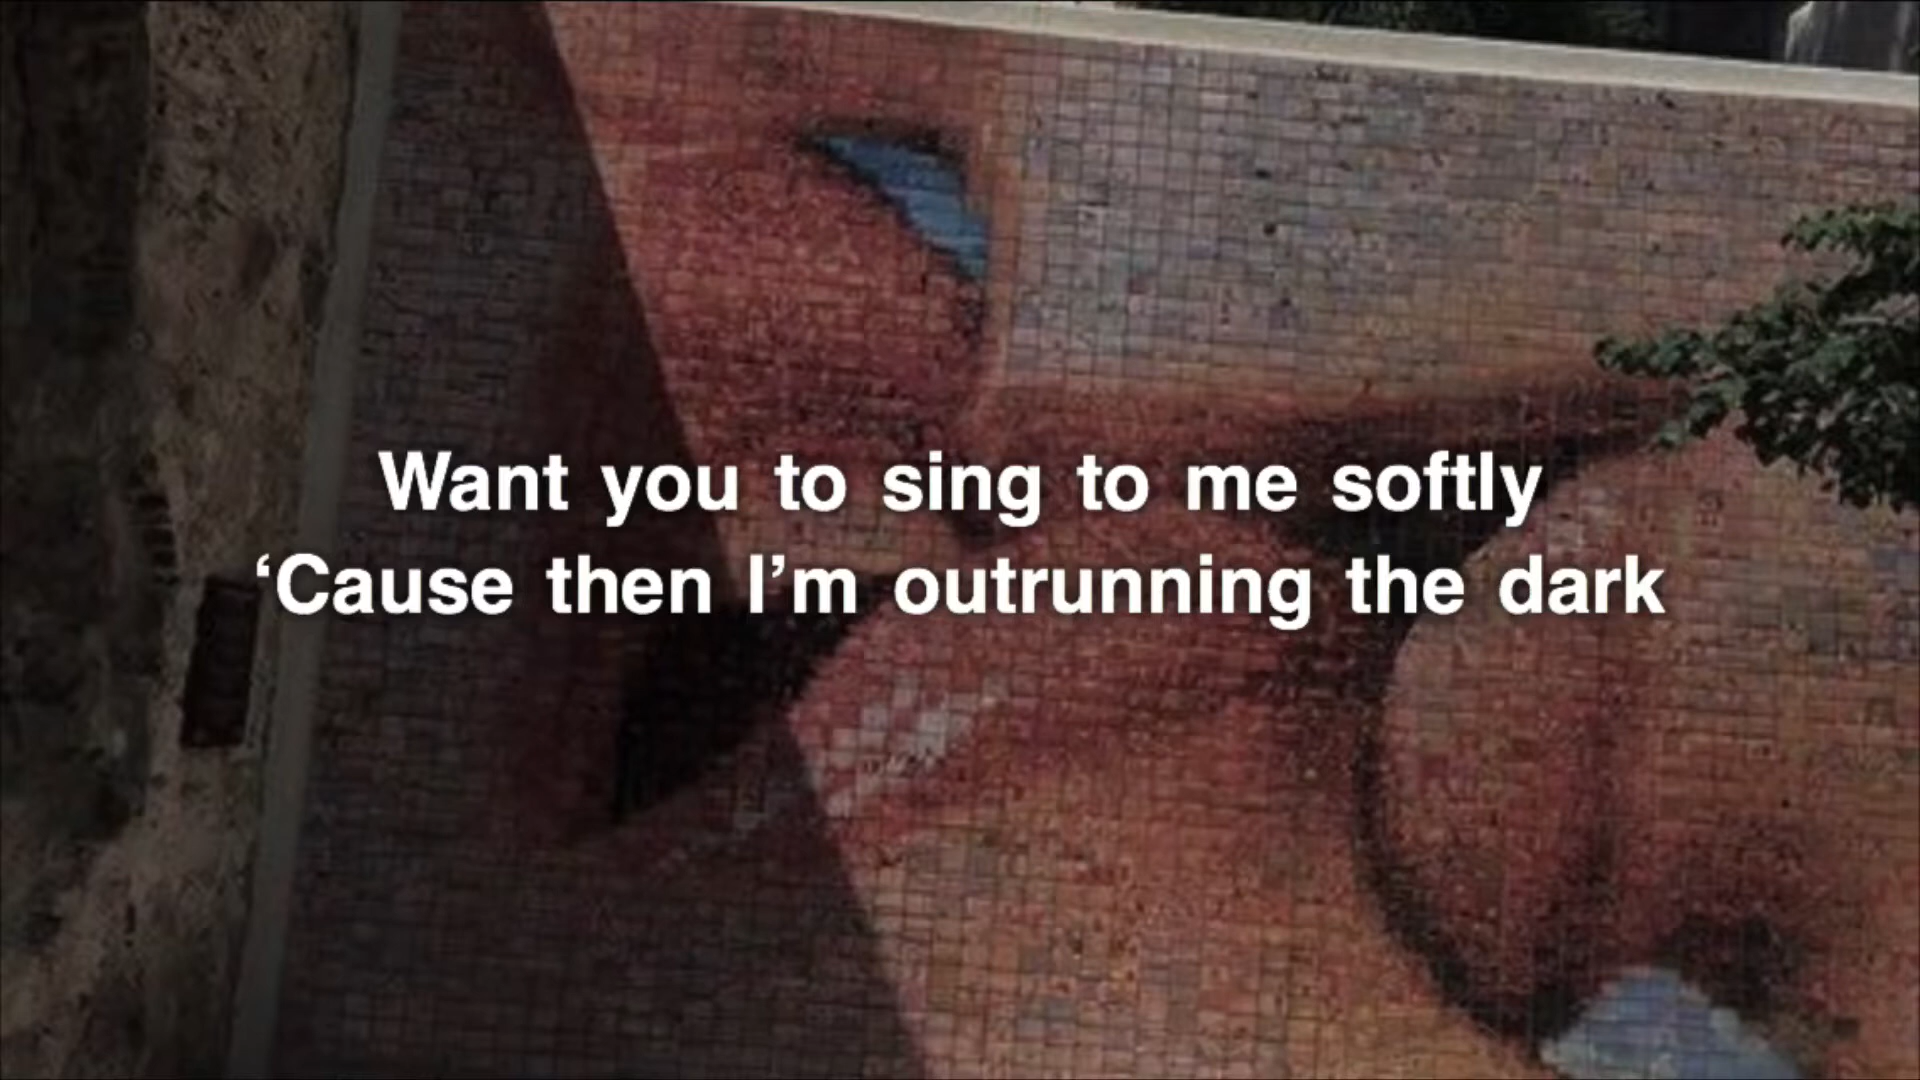 Want you to sing to me softly
‘Cause then I’m outrunning the dark